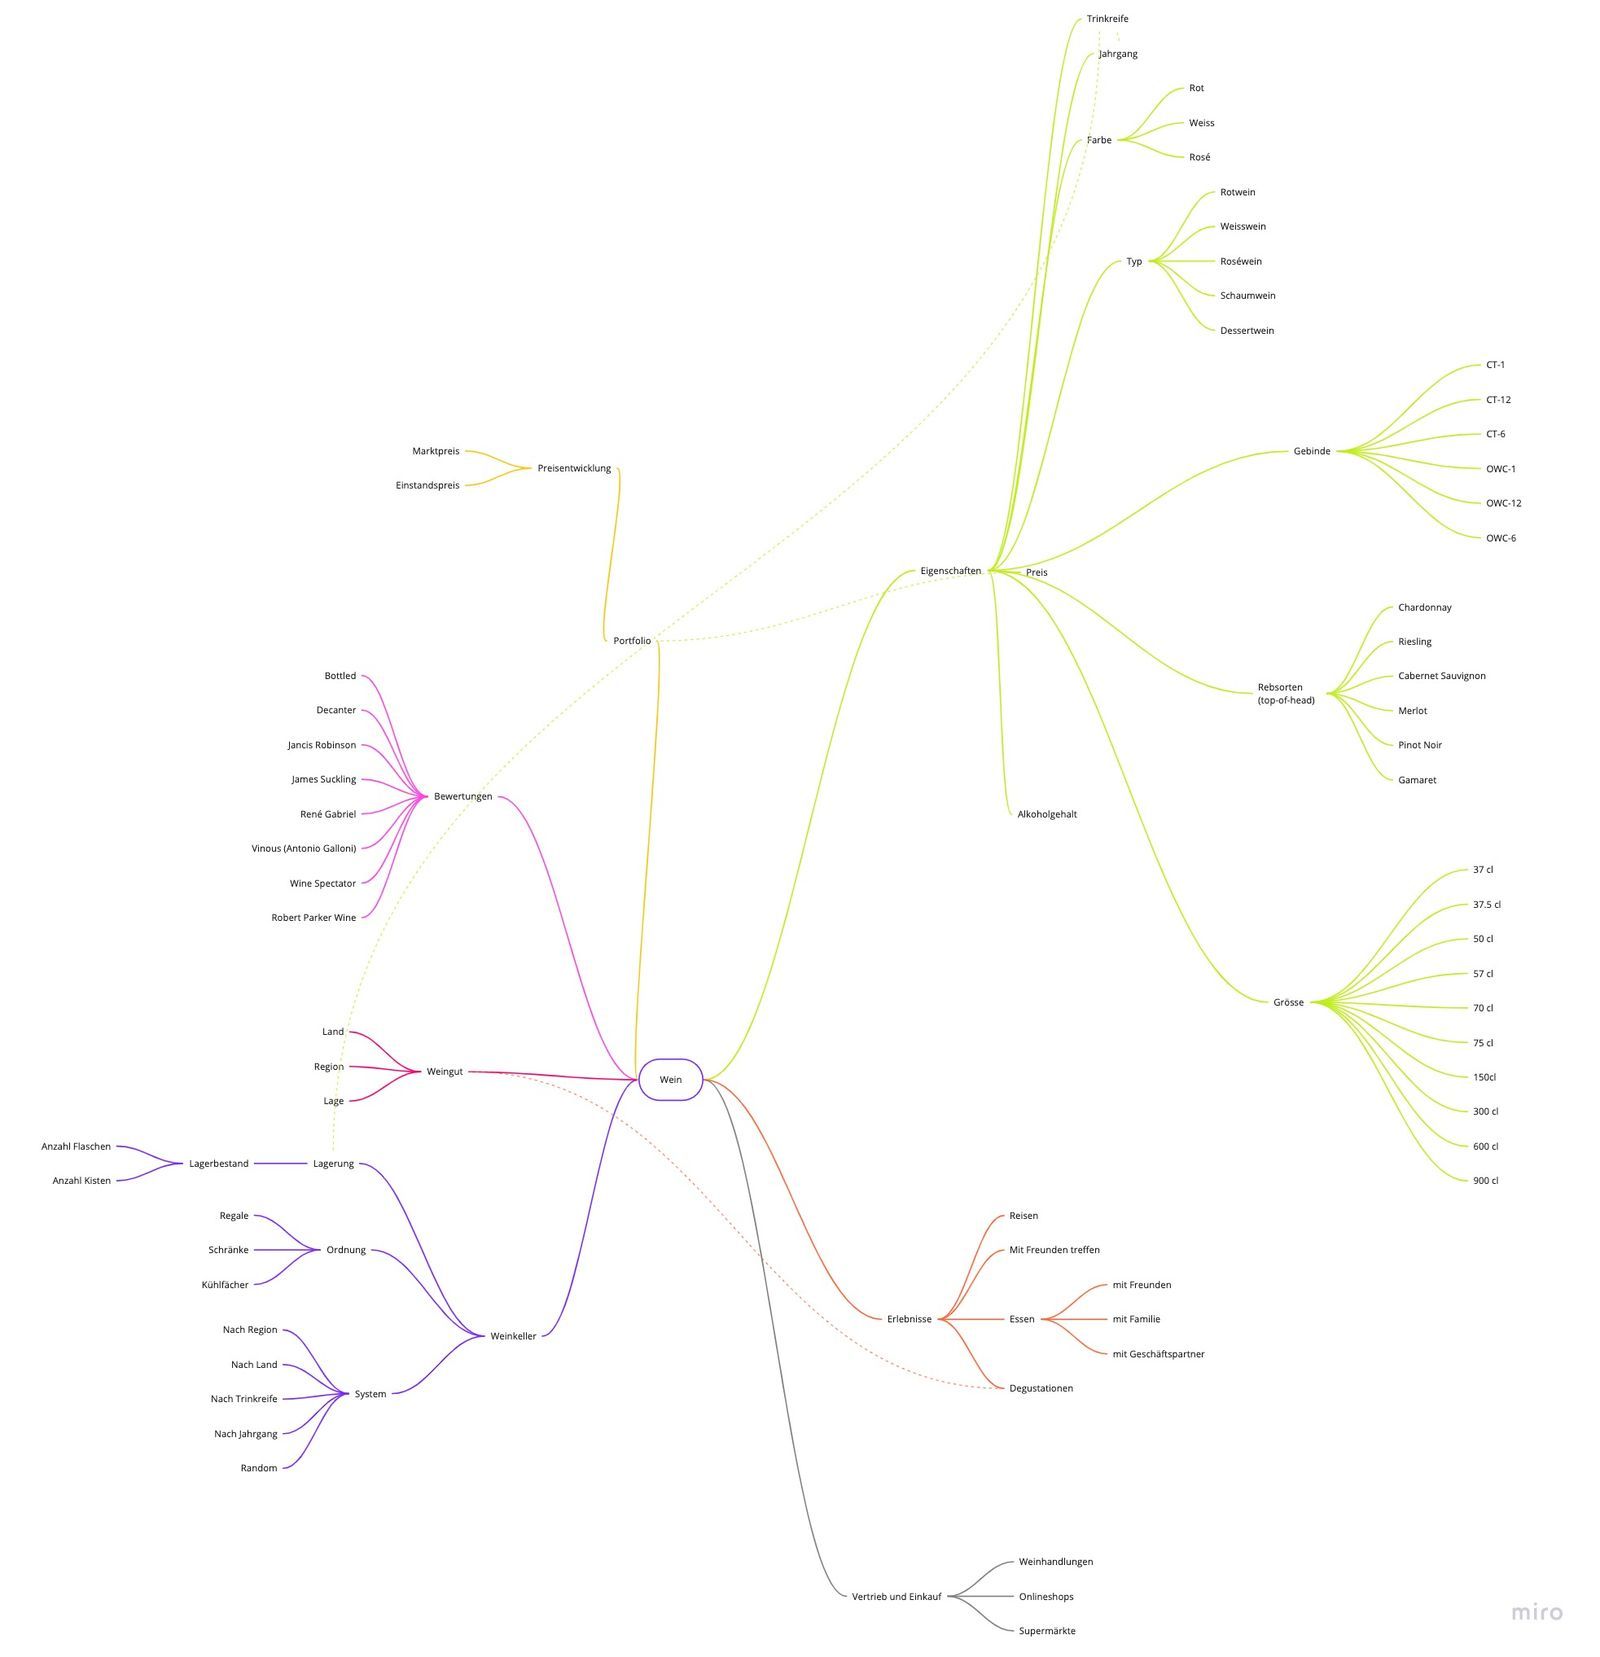 Trinkreife
Jahrgang
Farbe
Rot
Weiss
Rosé
Typ
Rotwein
Weisswein
Roséwein
Schaumwein
Dessertwein
Gebinde
CT-1
CT-12
CT-6
OWC-1
OWC-12
OWC-6
Eigenschaften
Preis
Rebsorten
(top-of-head)
Chardonnay
Riesling
Cabernet Sauvignon
Merlot
Pinot Noir
Gamaret
Alkoholgehalt
Grösse
37 cl
37.5 cl
50 cl
57 cl
70 cl
75 cl
150cl
300 cl
600 cl
900 cl
Marktpreis
Einstandspreis
Preisentwicklung
Portfolio
Bottled
Decanter
Jancis Robinson
James Suckling
René Gabriel
Vinous (Antonio Galloni)
Wine Spectator
Robert Parker Wine
Bewertungen
Land
Region
Lage
Weingut
Wein
Anzahl Flaschen
Anzahl Kisten
Lagerbestand
Lagerung
Regale
Schränke
Kühlfächer
Ordnung
Nach Region
Nach Land
Nach Trinkreife
Nach Jahrgang
Random
System
Weinkeller
Erlebnisse
Reisen
Mit Freunden treffen
Essen
mit Freunden
mit Familie
mit Geschäftspartner
Degustationen
Vertrieb und Einkauf
Weinhandlungen
Onlineshops
Supermärkte
miro